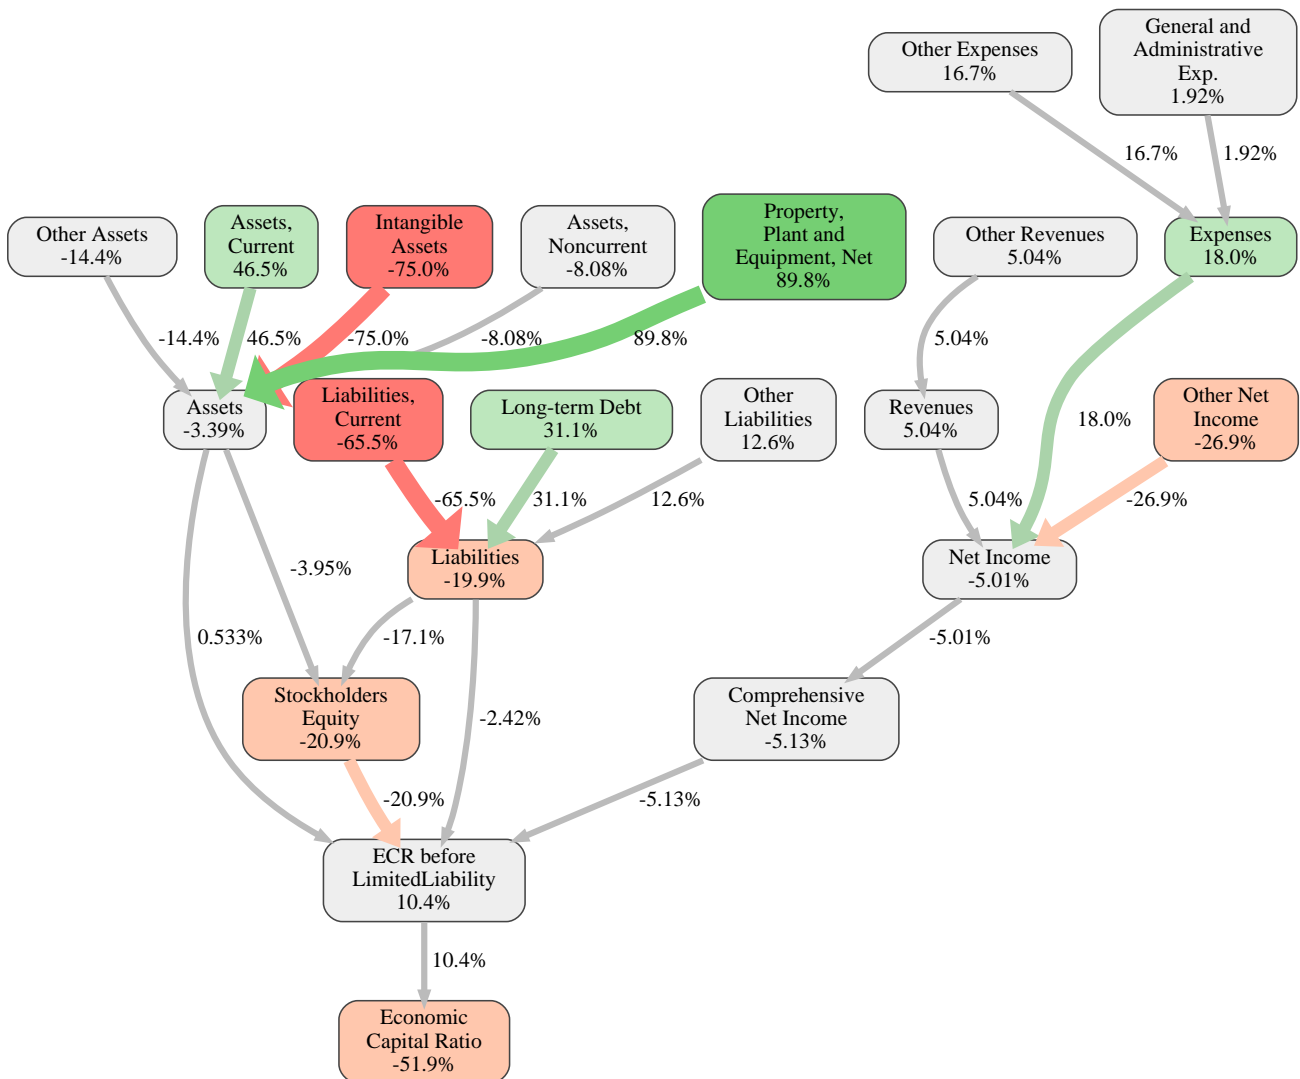 General and
Administrative
Exp.
1.92%
Other Expenses
16.7%
16.7%
1.92%
Other Assets
-14.4%
Assets,
Current
46.5%
Intangible
Assets
-75.0%
Assets,
Noncurrent
-8.08%
Property,
Plant and
Equipment, Net
89.8%
Other Revenues
5.04%
Expenses
18.0%
-14.4%
46.5%
-75.0%
-8.08%
89.8%
5.04%
Assets
-3.39%
Liabilities,
Current
-65.5%
Long-term Debt
31.1%
Other
Liabilities
12.6%
Revenues
5.04%
18.0%
Other Net
Income
-26.9%
-65.5%
31.1%
12.6%
5.04%
-26.9%
-3.95%
Liabilities
-19.9%
Net Income
-5.01%
0.533%
-17.1%
-5.01%
Stockholders
Equity
-20.9%
-2.42%
Comprehensive
Net Income
-5.13%
-20.9%
-5.13%
ECR before
LimitedLiability
10.4%
10.4%
Economic
Capital Ratio
-51.9%